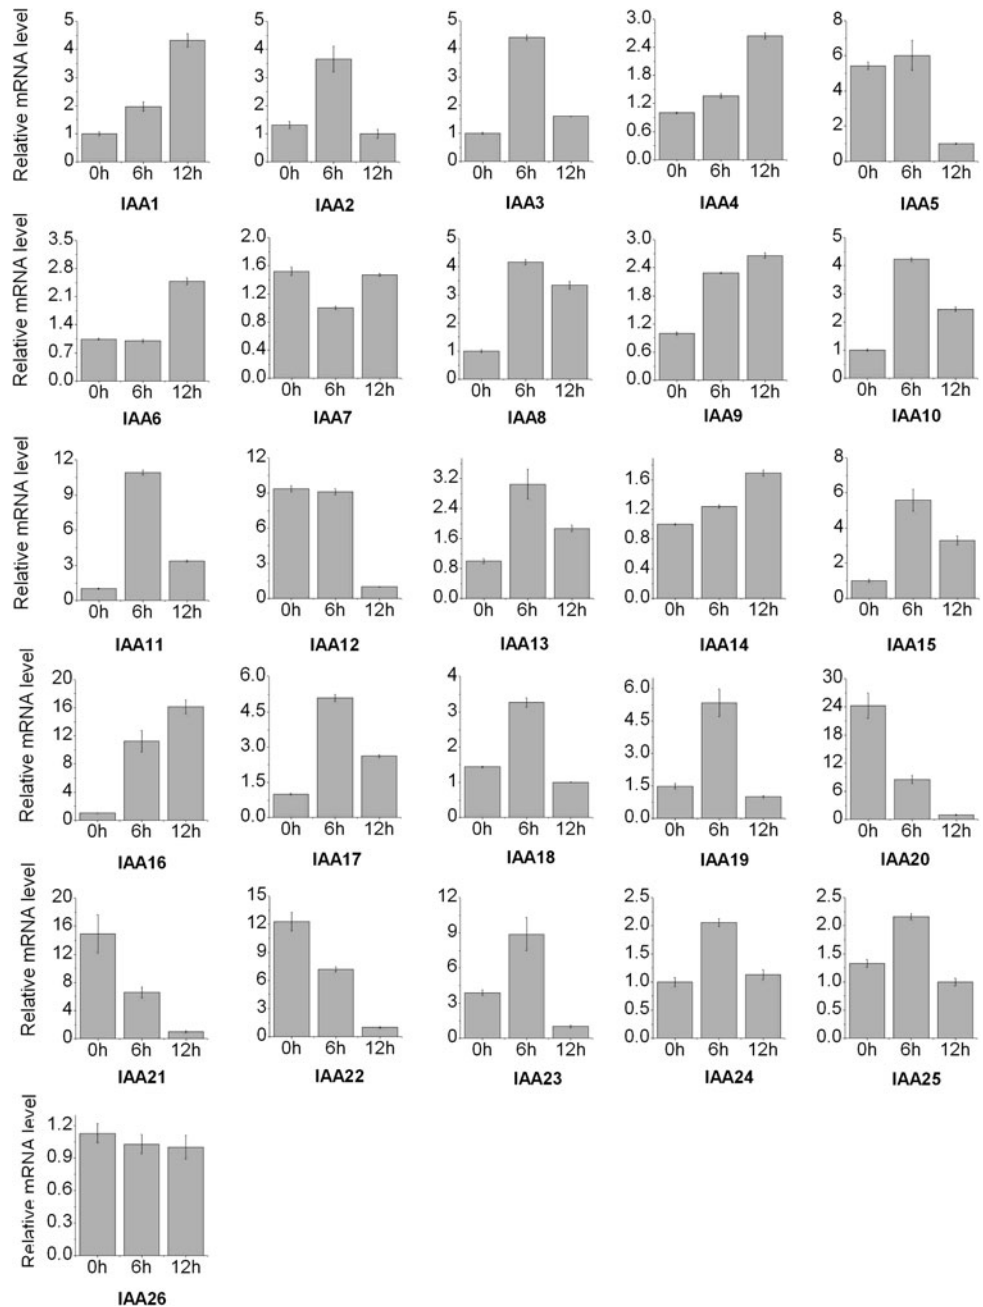 Relative mRNA level
5
4
3
2
1
0
0h 6h 12h
IAA1
5
4
3
2
1
0
0h 6h 12h
IAA2
5
4
3
2
1
0
0h 6h 12h
IAA3
3.0
2.4
1.8
1.2
0.6
0.0
0h 6h 12h
IAA4
8
6
4
2
0
0h 6h 12h
IAA5
Relative mRNA level
3.5
2.8
2.1
1.4
0.7
0.0
0h 6h 12h
IAA6
2.0
1.6
1.2
0.8
0.4
0.0
0h 6h 12h
IAA7
5
4
3
2
1
0
0h 6h 12h
IAA8
3.0
2.4
1.8
1.2
0.6
0.0
0h 6h 12h
IAA9
5
4
3
2
1
0
0h 6h 12h
IAA10
Relative mRNA level
12
9
6
3
0
0h 6h 12h
IAA11
12
9
6
3
0
0h 6h 12h
IAA12
3.2
2.4
1.6
0.8
0.0
0h 6h 12h
IAA13
1.6
1.2
0.8
0.4
0.0
0h 6h 12h
IAA14
8
6
4
2
0
0h 6h 12h
IAA15
Relative mRNA level
20
16
12
8
4
0
0h 6h 12h
IAA16
6.0
4.5
3.0
1.5
0.0
0h 6h 12h
IAA17
4
3
2
1
0
0h 6h 12h
IAA18
6.0
4.5
3.0
1.5
0.0
0h 6h 12h
IAA19
30
24
18
12
6
0
0h 6h 12h
IAA20
Relative mRNA level
20
16
12
8
4
0
0h 6h 12h
IAA21
15
12
9
6
3
0
0h 6h 12h
IAA22
12
9
6
3
0
0h 6h 12h
IAA23
2.5
2.0
1.5
1.0
0.5
0.0
0h 6h 12h
IAA24
2.5
2.0
1.5
1.0
0.5
0.0
0h 6h 12h
IAA25
Relative mRNA level
1.2
0.9
0.6
0.3
0.0
0h 6h 12h
IAA26